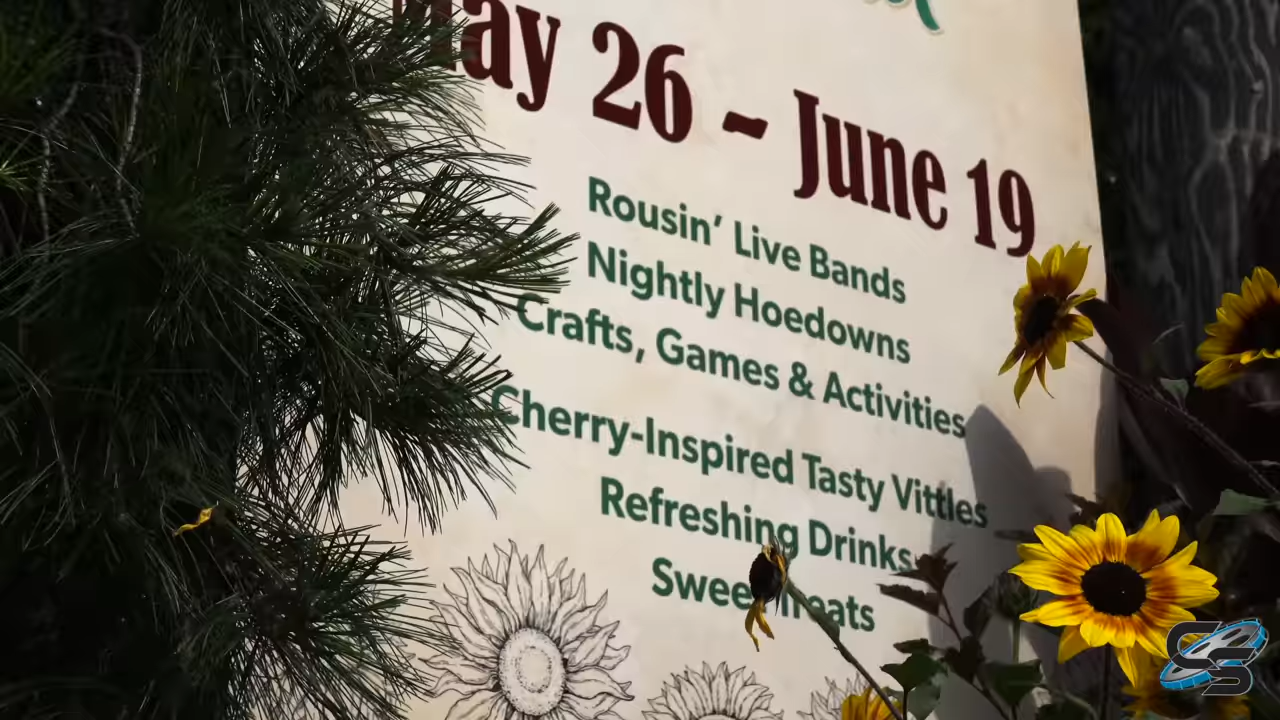 May 26 ~ June 19
Rousin' Live Bands
Nightly Hoedowns
Crafts, Games & Activities
Cherry-Inspired Tasty Vittles
Refreshing Drinks
Sweet Treats